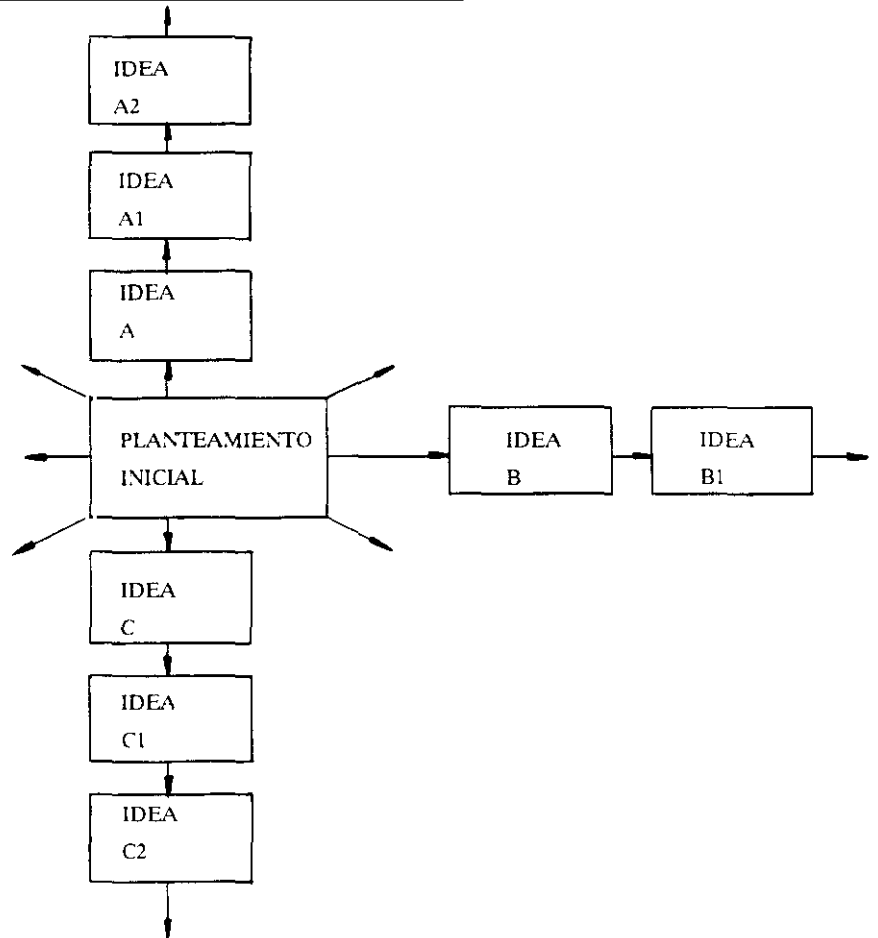 IDEA
A2
IDEA
A1
IDEA
A
PLANTEAMIENTO
INICIAL
IDEA
B
IDEA
B1
IDEA
C
IDEA
C1
IDEA
C2